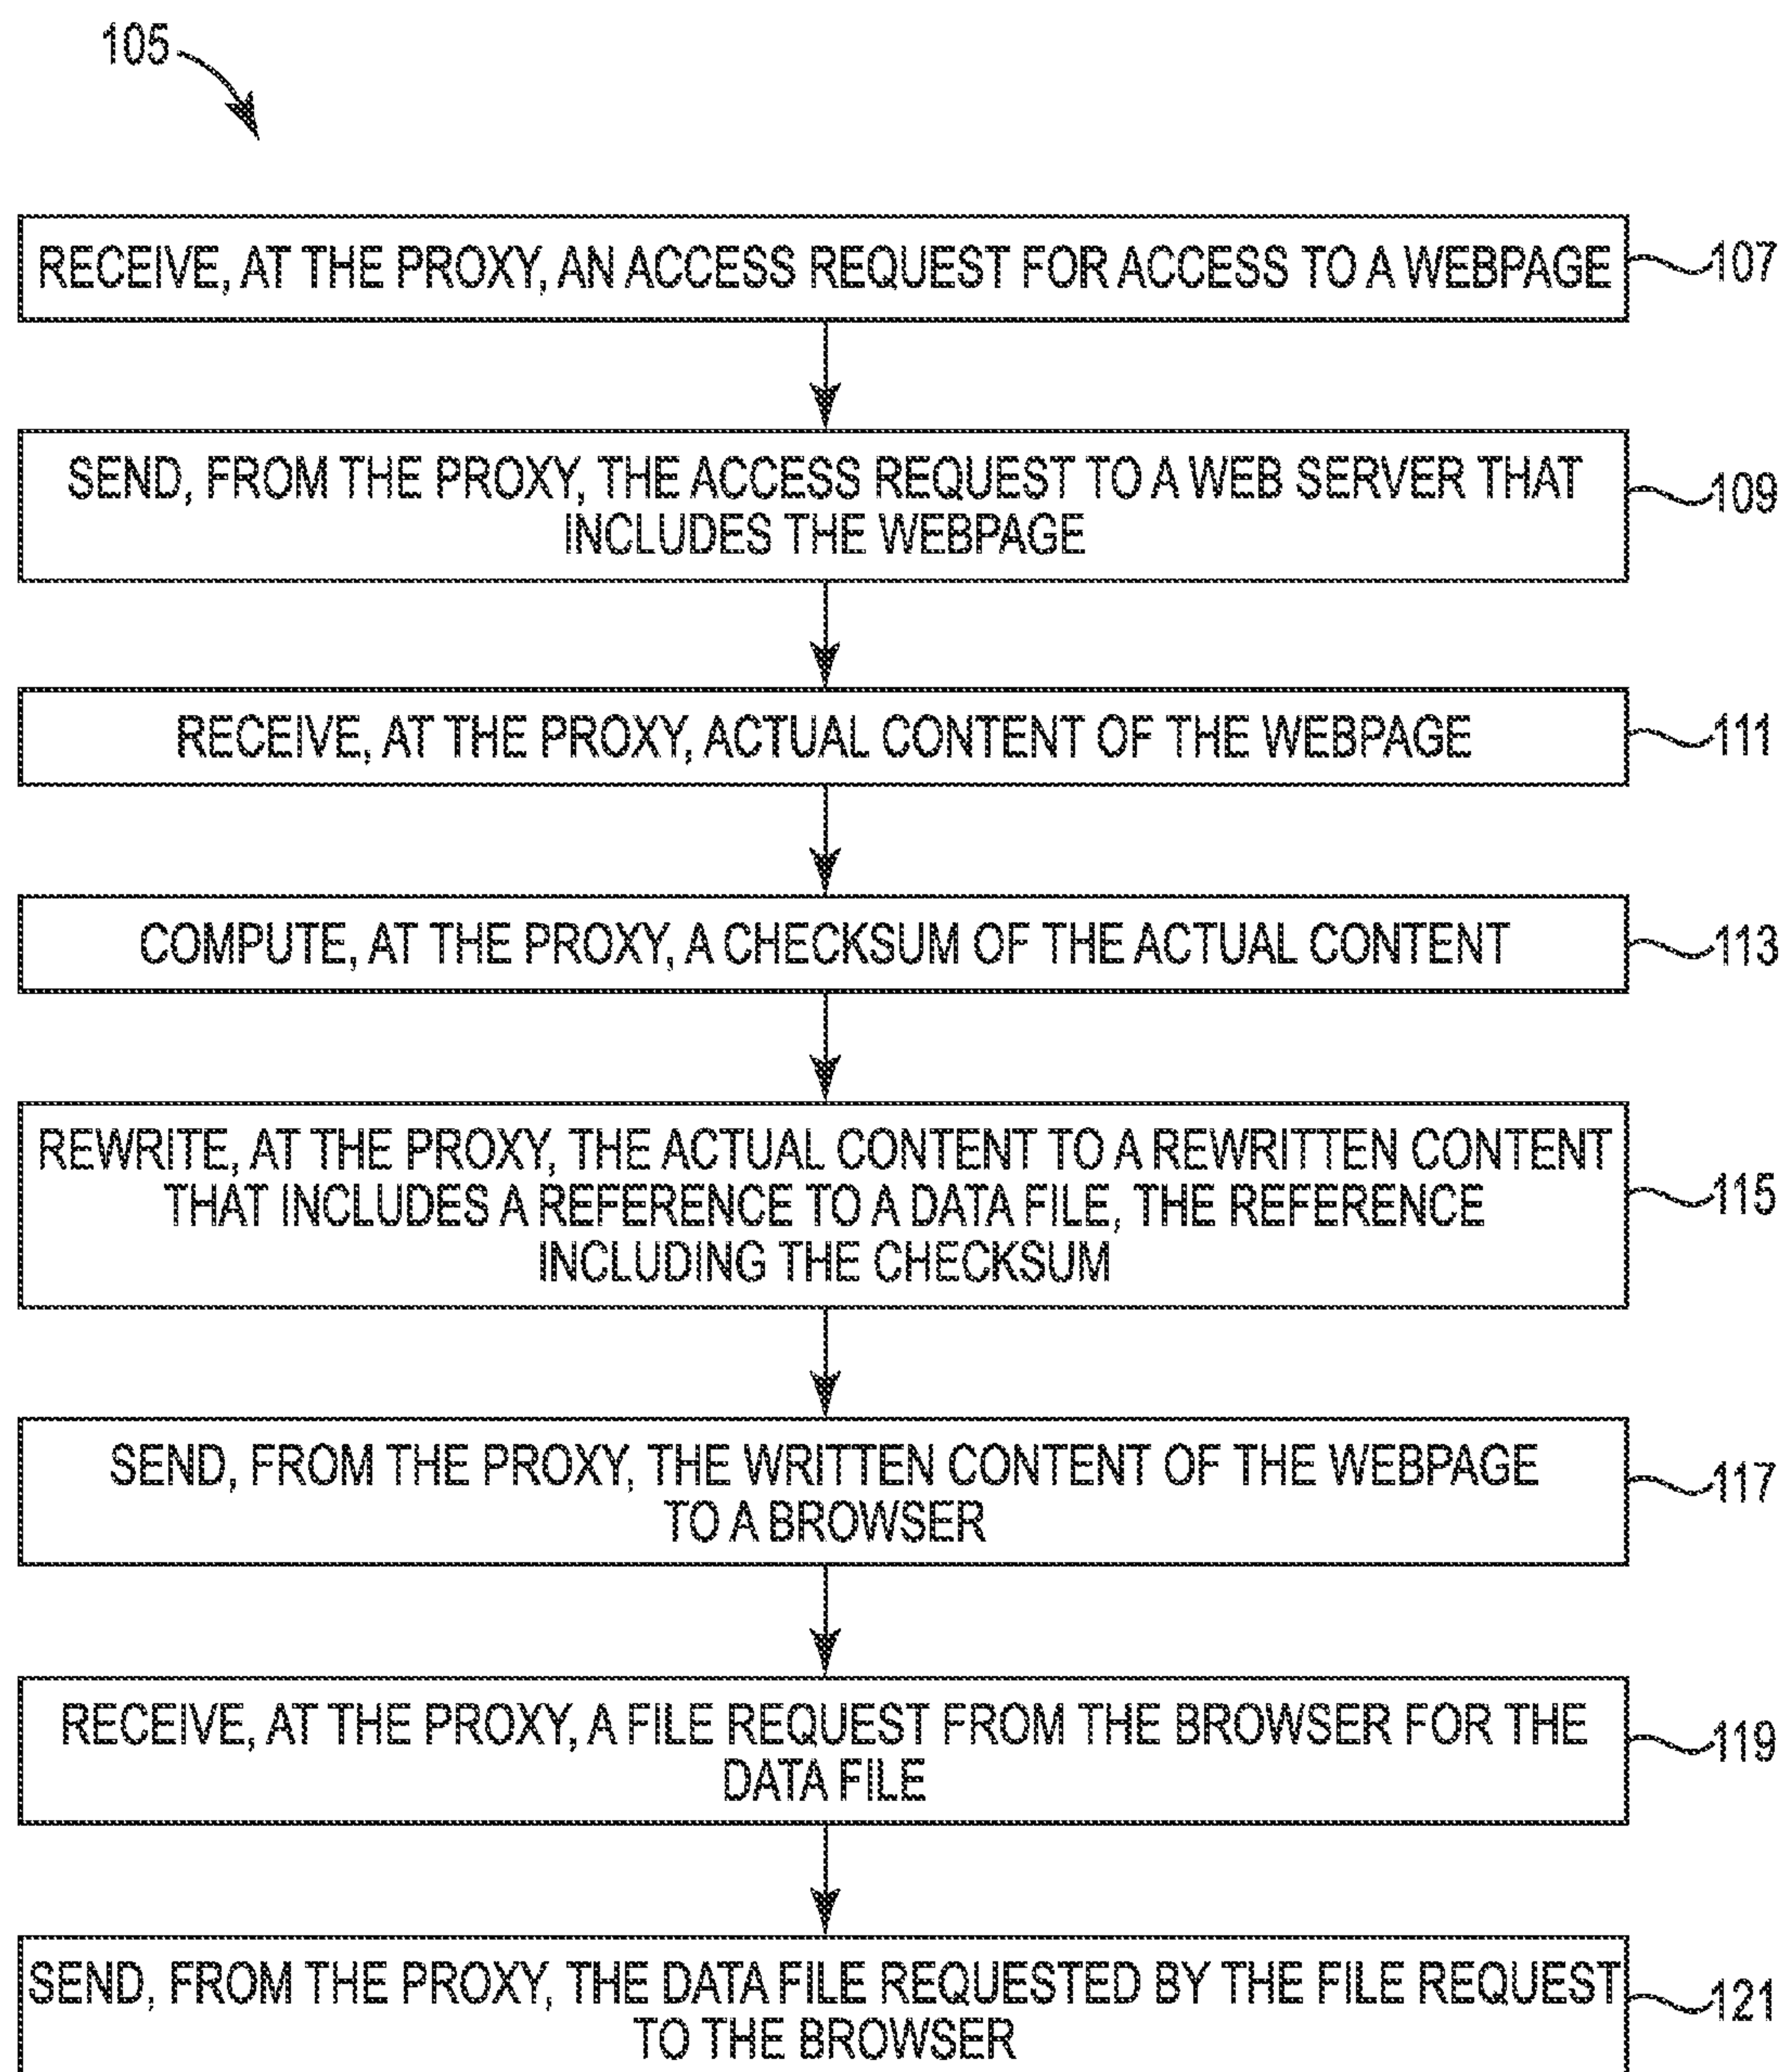 105
RECEIVE, AT THE PROXY, AN ACCESS REQUEST FOR ACCESS TO A WEBPAGE
107
SEND, FROM THE PROXY, THE ACCESS REQUEST TO A WEB SERVER THAT
INCLUDES THE WEBPAGE
109
RECEIVE, AT THE PROXY, ACTUAL CONTENT OF THE WEBPAGE
111
COMPUTE, AT THE PROXY, A CHECKSUM OF THE ACTUAL CONTENT
113
REWRITE, AT THE PROXY, THE ACTUAL CONTENT TO A REWRITTEN CONTENT
THAT INCLUDES A REFERENCE TO A DATA FILE, THE REFERENCE
INCLUDING THE CHECKSUM
115
SEND, FROM THE PROXY, THE WRITTEN CONTENT OF THE WEBPAGE
TO A BROWSER
117
RECEIVE, AT THE PROXY, A FILE REQUEST FROM THE BROWSER FOR THE
DATA FILE
119
SEND, FROM THE PROXY, THE DATA FILE REQUESTED BY THE FILE REQUEST
TO THE BROWSER
121